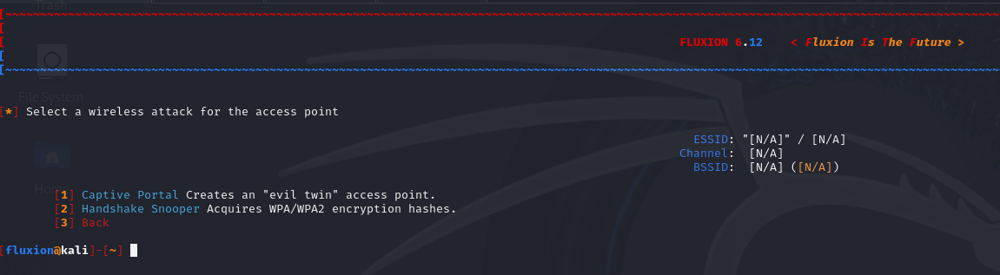 Trash
FLUXION 6.12 < Fluxion Is The Future >
File System
[*] Select a wireless attack for the access point
ESSID: "[N/A]" / [N/A]
Channel: [N/A]
BSSID: [N/A] ([N/A])
Home
[1] Captive Portal Creates an "evil twin" access point.
[2] Handshake Snooper Acquires WPA/WPA2 encryption hashes.
[3] Back
[fluxion@kali]-[~]